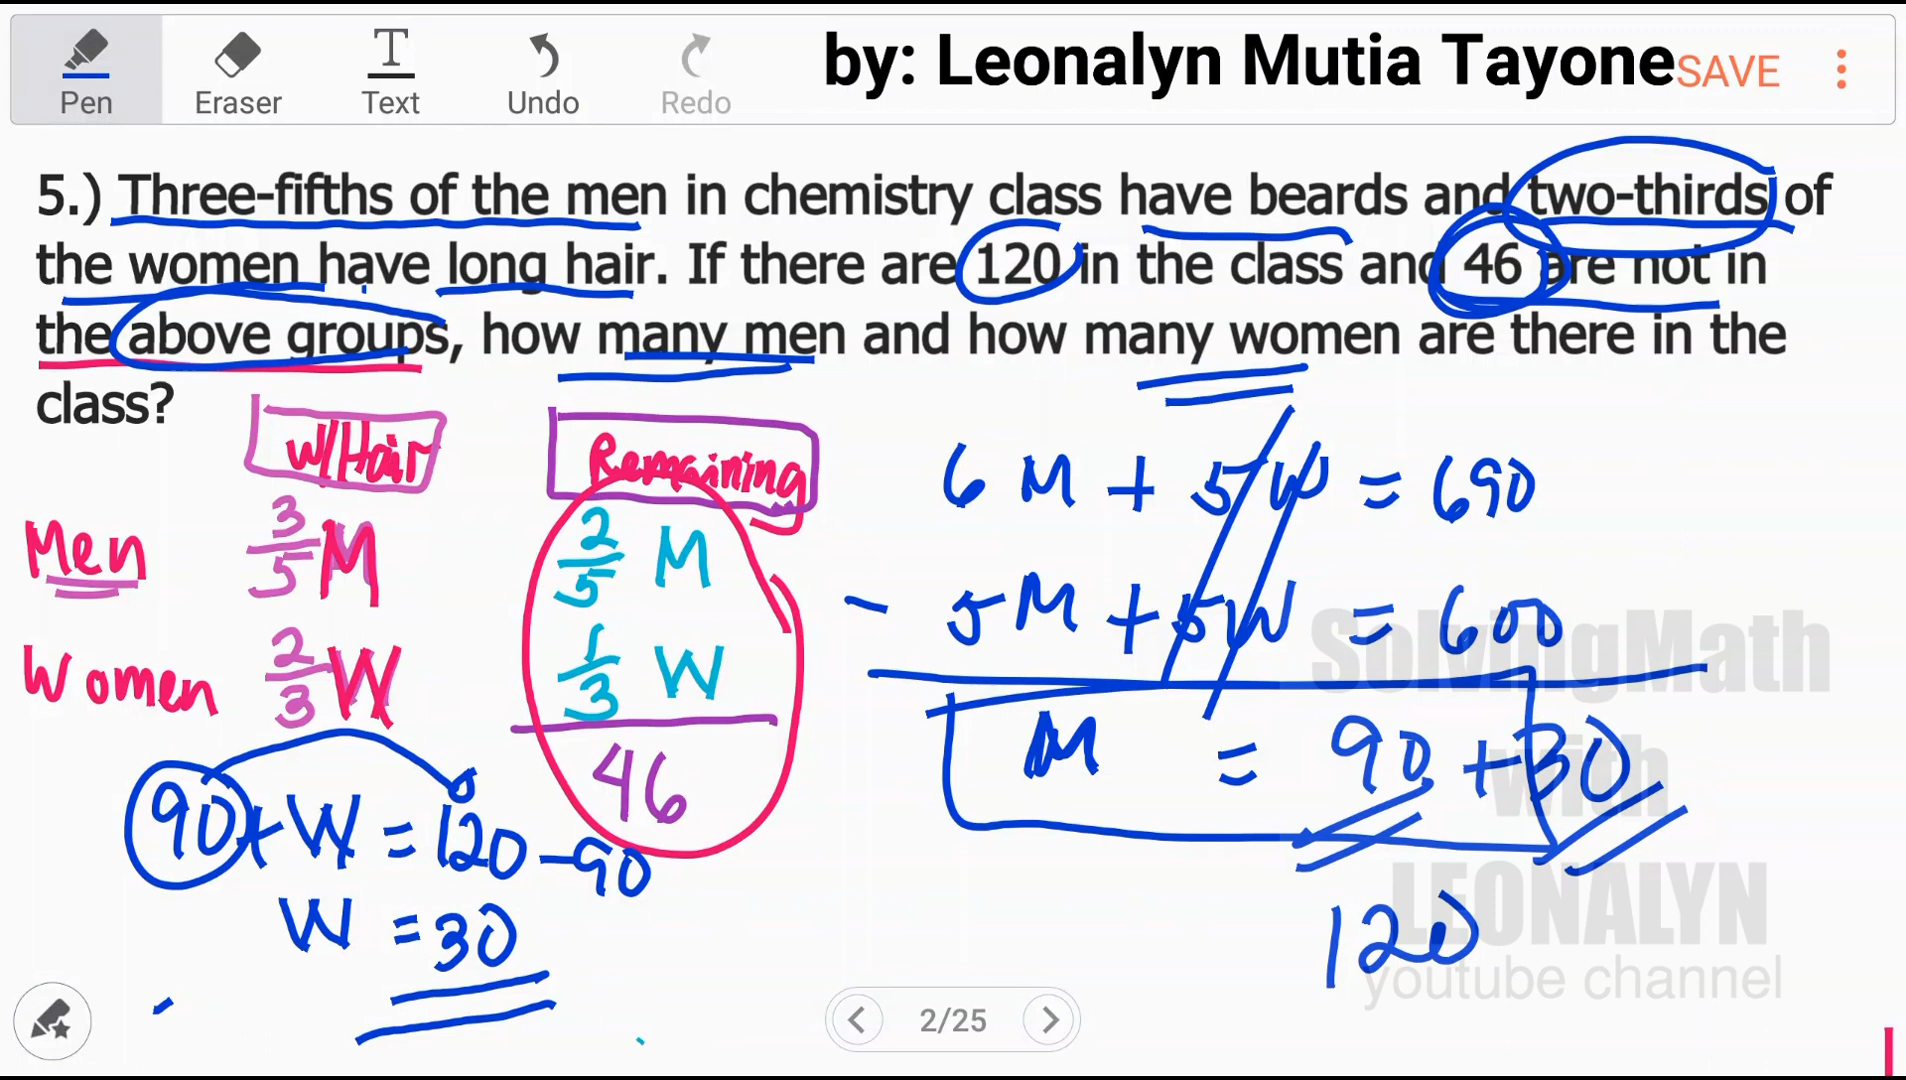 by: Leonalyn Mutia Tayone
Pen Eraser Text Undo Redo SAVE
5.) Three-fifths of the men in chemistry class have beards and two-thirds of
the women have long hair. If there are 120 in the class and 46 are not in
the above groups, how many men and how many women are there in the
class?
w/Hair Remaining
Men 3/5 M 2/5 M
Women 2/3 W 1/3 W
46
90 + W = 120 - 90
W = 30
6M + 5W = 690
- 5M + 5W = 600
M = 90 + 30
120
SolvingMath
with
LEONALYN
youtube channel
2/25